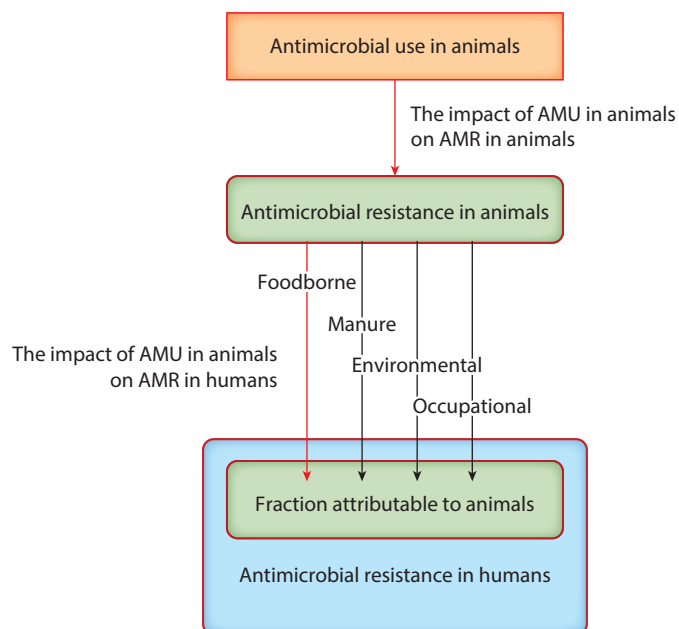 Antimicrobial use in animals
The impact of AMU in animals
on AMR in animals
Antimicrobial resistance in animals
Foodborne
Manure
The impact of AMU in animals
on AMR in humans
Environmental
Occupational
Fraction attributable to animals
Antimicrobial resistance in humans